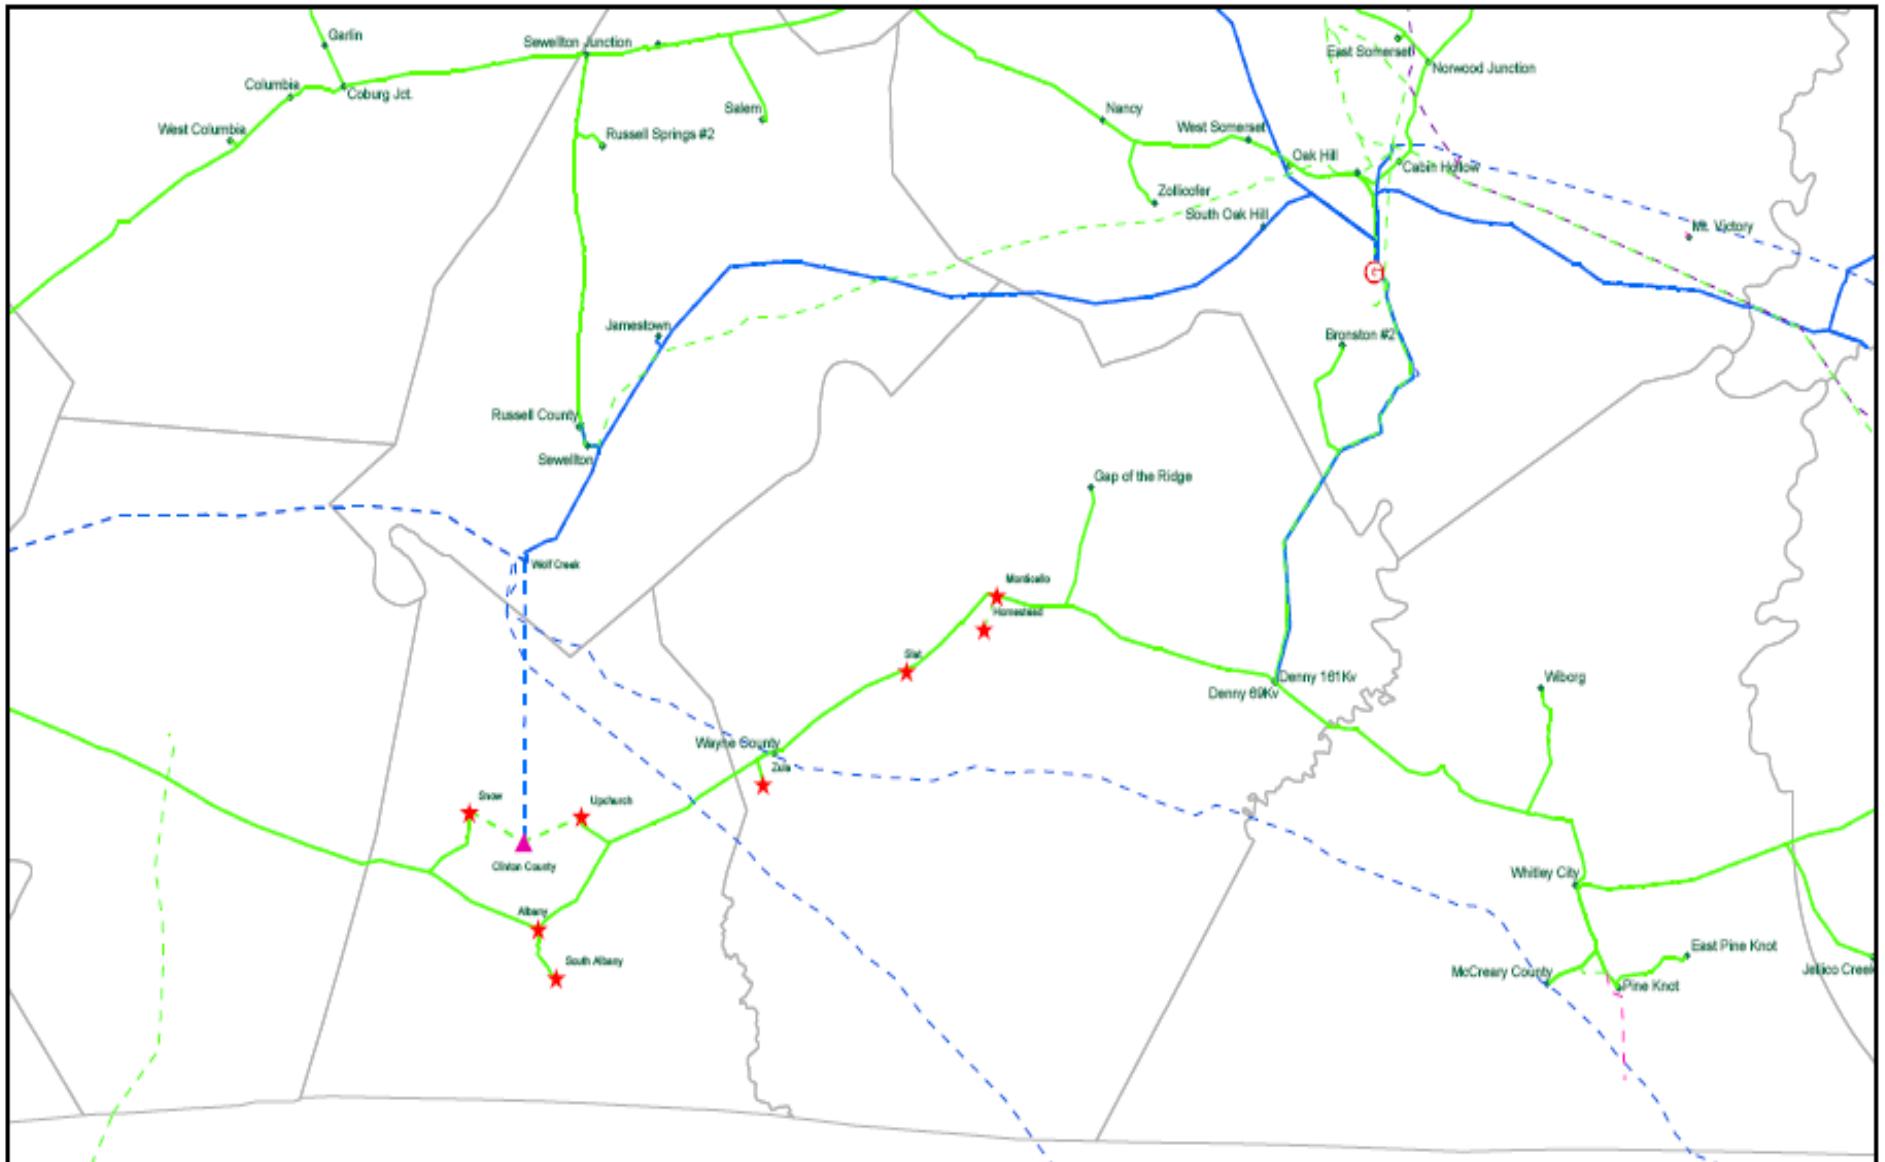 Garlin
Sewellton Junction
East Somerset
Norwood Junction
Columbia
Coburg Jct.
Salem
Nancy
West Columbia
Russell Springs #2
West Somerset
Oak Hill
Cabin Hollow
Zollicofer
South Oak Hill
Mt. Victory
G
Jamestown
Bronston #2
Russell County
Sewellton
Gap of the Ridge
Wolf Creek
Monticello
Homestead
Slat
Denny 161Kv
Denny 69Kv
Wiborg
Wayne County
Zula
Snow
Upchurch
Clinton County
Whitley City
Albany
South Albany
East Pine Knot
McCreary County
Jellico Creek
Pine Knot